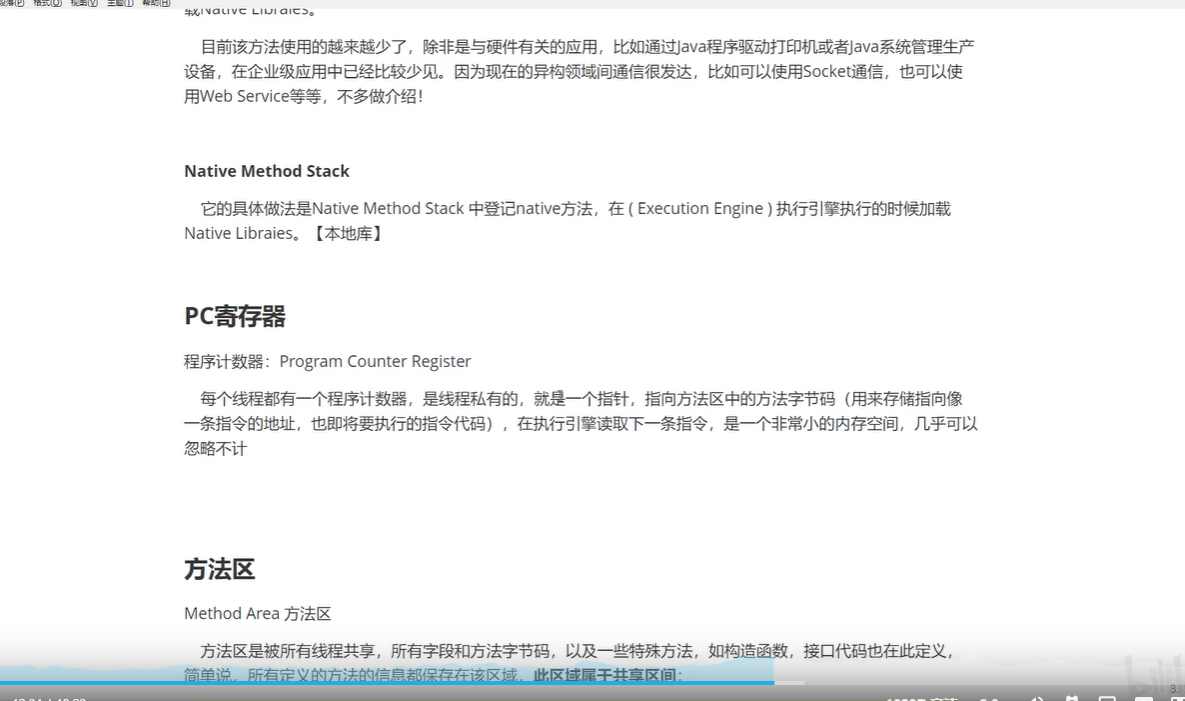 格式(O) 视图(V) 主题(T) 帮助(H)
载Native Libraies。
目前该方法使用的越来越少了，除非是与硬件有关的应用，比如通过Java程序驱动打印机或者Java系统管理生产
设备，在企业级应用中已经比较少见。因为现在的异构领域间通信很发达，比如可以使用Socket通信，也可以使
用Web Service等等，不多做介绍！
Native Method Stack
它的具体做法是Native Method Stack 中登记native方法，在 ( Execution Engine ) 执行引擎执行的时候加载
Native Libraies。【本地库】
PC寄存器
程序计数器：Program Counter Register
每个线程都有一个程序计数器，是线程私有的，就是一个指针，指向方法区中的方法字节码（用来存储指向像
一条指令的地址，也即将要执行的指令代码），在执行引擎读取下一条指令，是一个非常小的内存空间，几乎可以
忽略不计
方法区
Method Area 方法区
方法区是被所有线程共享，所有字段和方法字节码，以及一些特殊方法，如构造函数，接口代码也在此定义，
简单说，所有定义的方法的信息都保存在该区域，此区域属于共享区间；